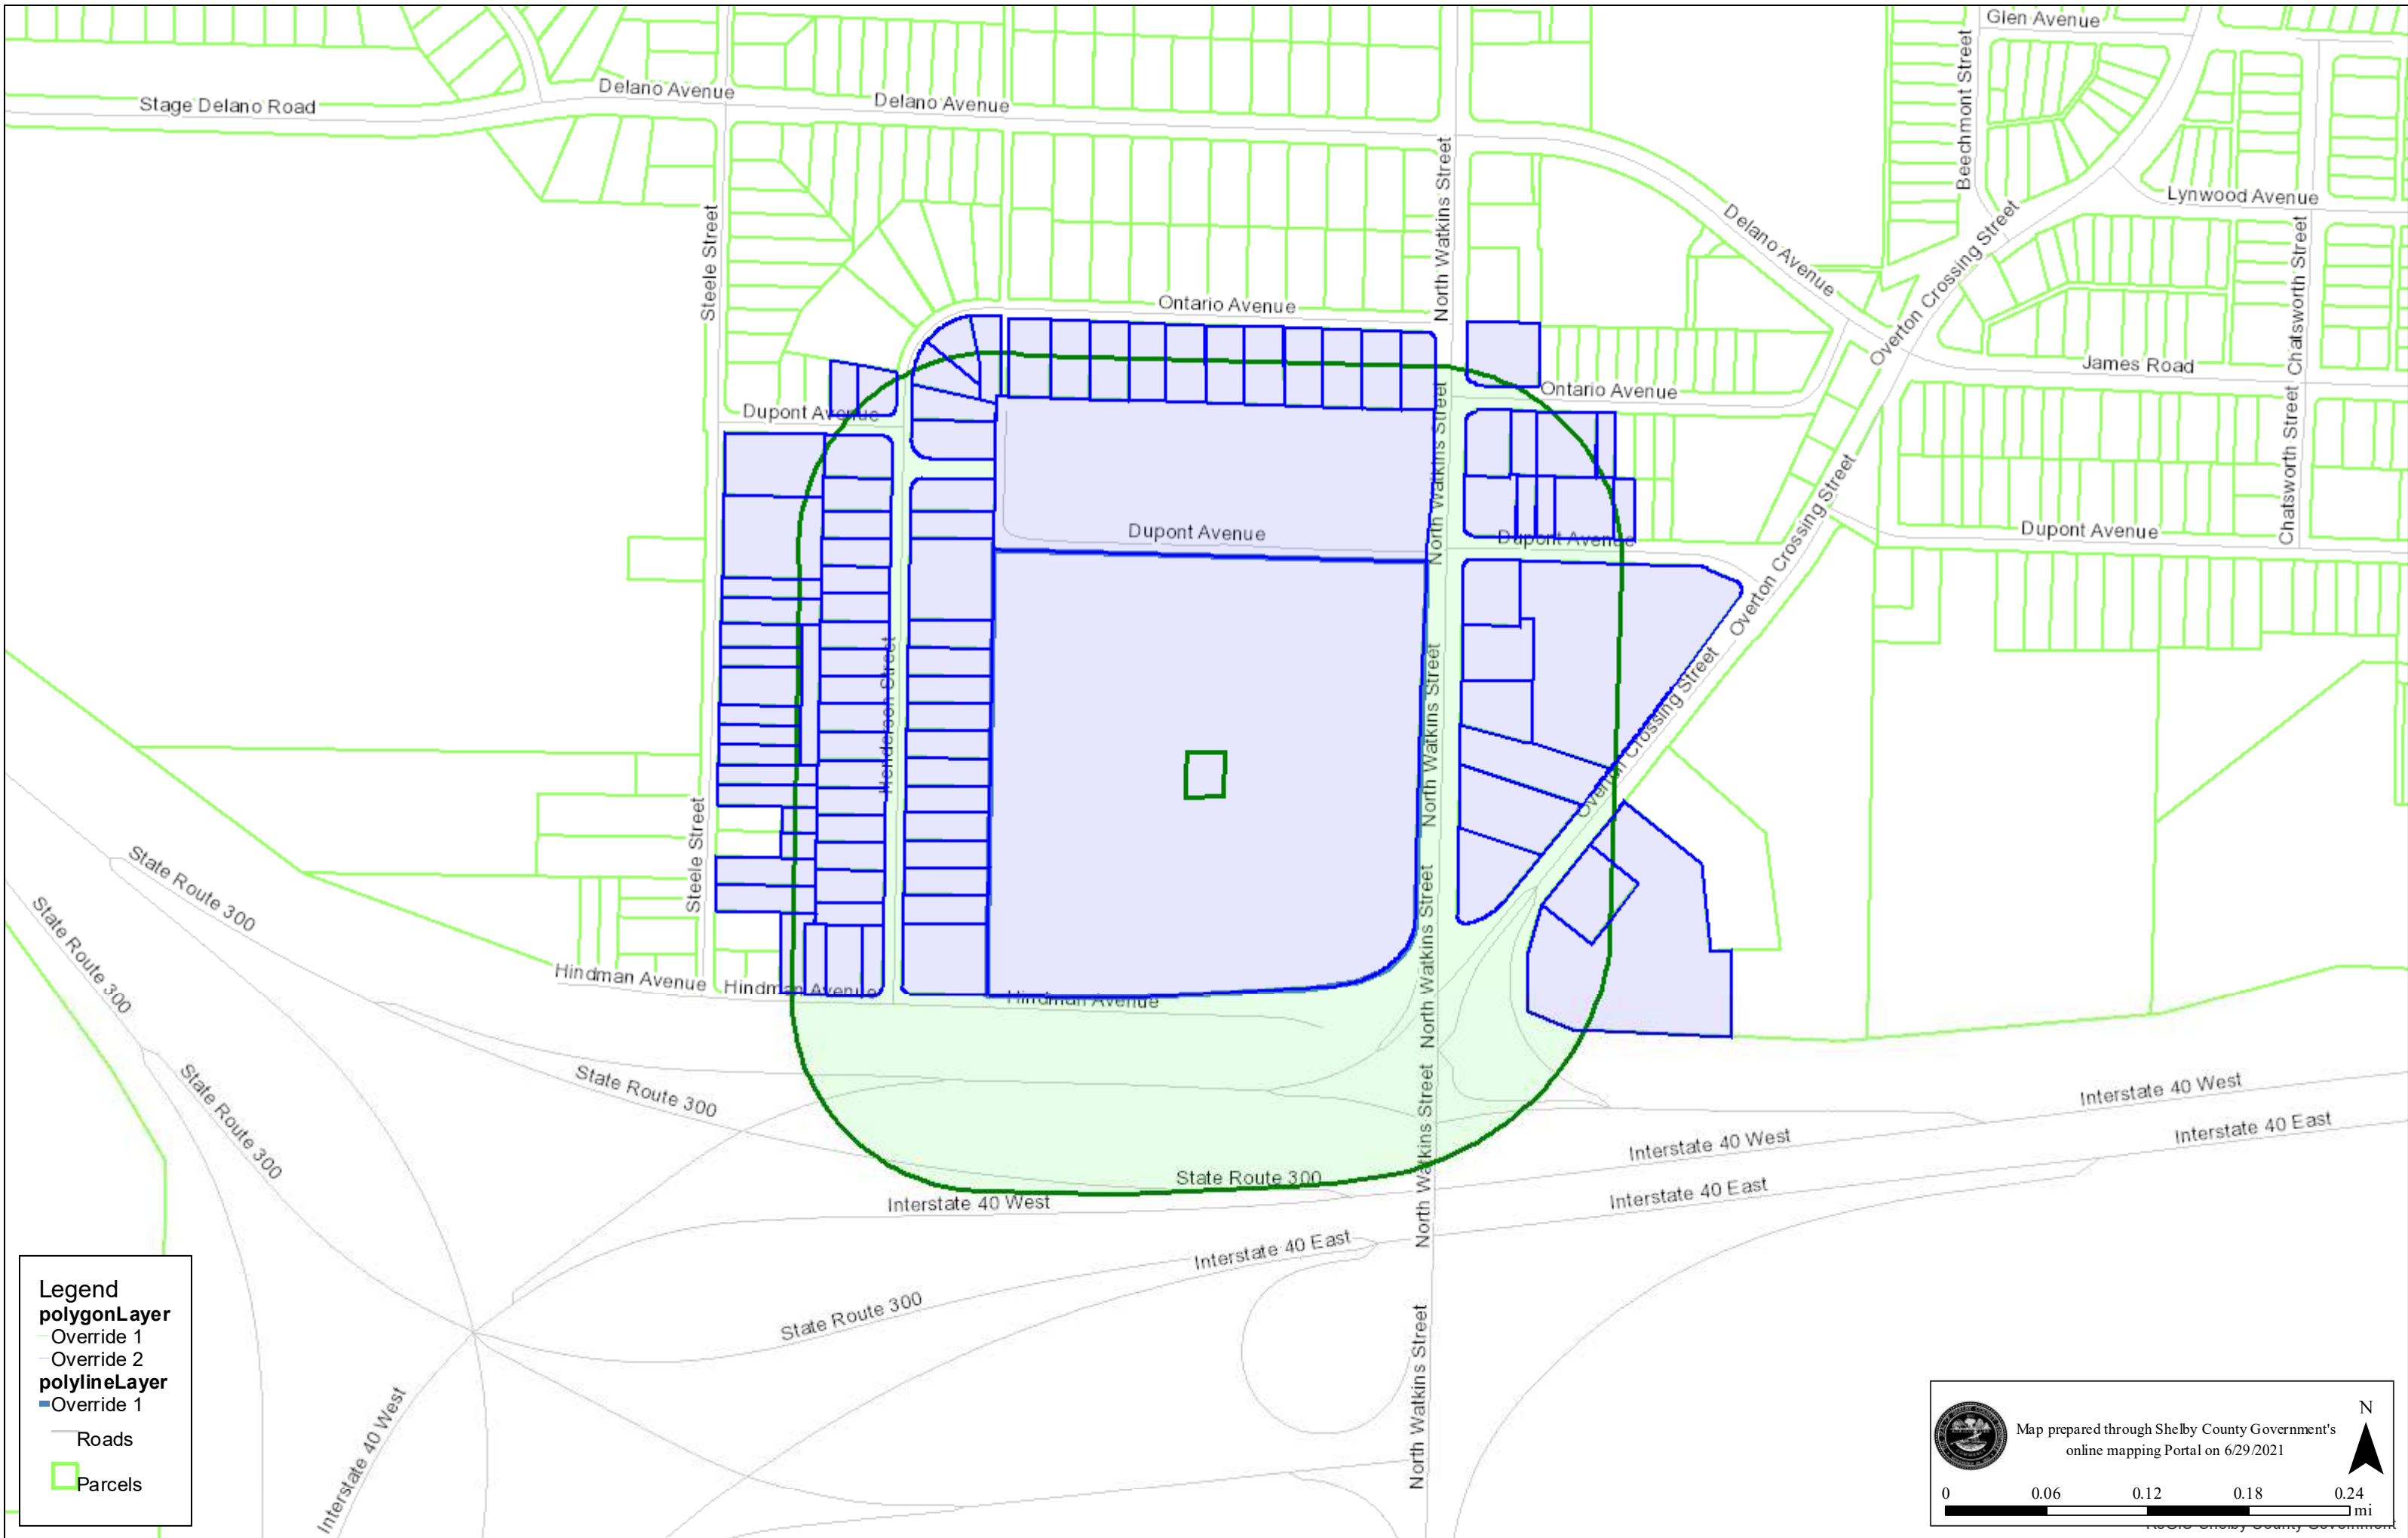 Glen Avenue
Stage Delano Road
Delano Avenue
Delano Avenue
Beechmont Street
North Watkins Street
Lynwood Avenue
Steele Street
Delano Avenue
Overton Crossing Street
Chatsworth Street
Ontario Avenue
James Road
Dupont Avenue
Ontario Avenue
North Watkins Street
Chatsworth Street
Dupont Avenue
Dupont Avenue
Dupont Avenue
Overton Crossing Street
Henderson Street
North Watkins Street
Overton Crossing Street
Steele Street
State Route 300
State Route 300
North Watkins Street
Hindman Avenue
Hindman Avenue
Hindman Avenue
State Route 300
State Route 300
North Watkins Street
Interstate 40 West
Interstate 40 East
Interstate 40 West
State Route 300
Interstate 40 West
Interstate 40 East
Interstate 40 East
State Route 300
North Watkins Street
Interstate 40 West
Legend
polygonLayer
Override 1
Override 2
polylineLayer
Override 1
Roads
Parcels
N
Map prepared through Shelby County Government's
online mapping Portal on 6/29/2021
0 0.06 0.12 0.18 0.24
mi